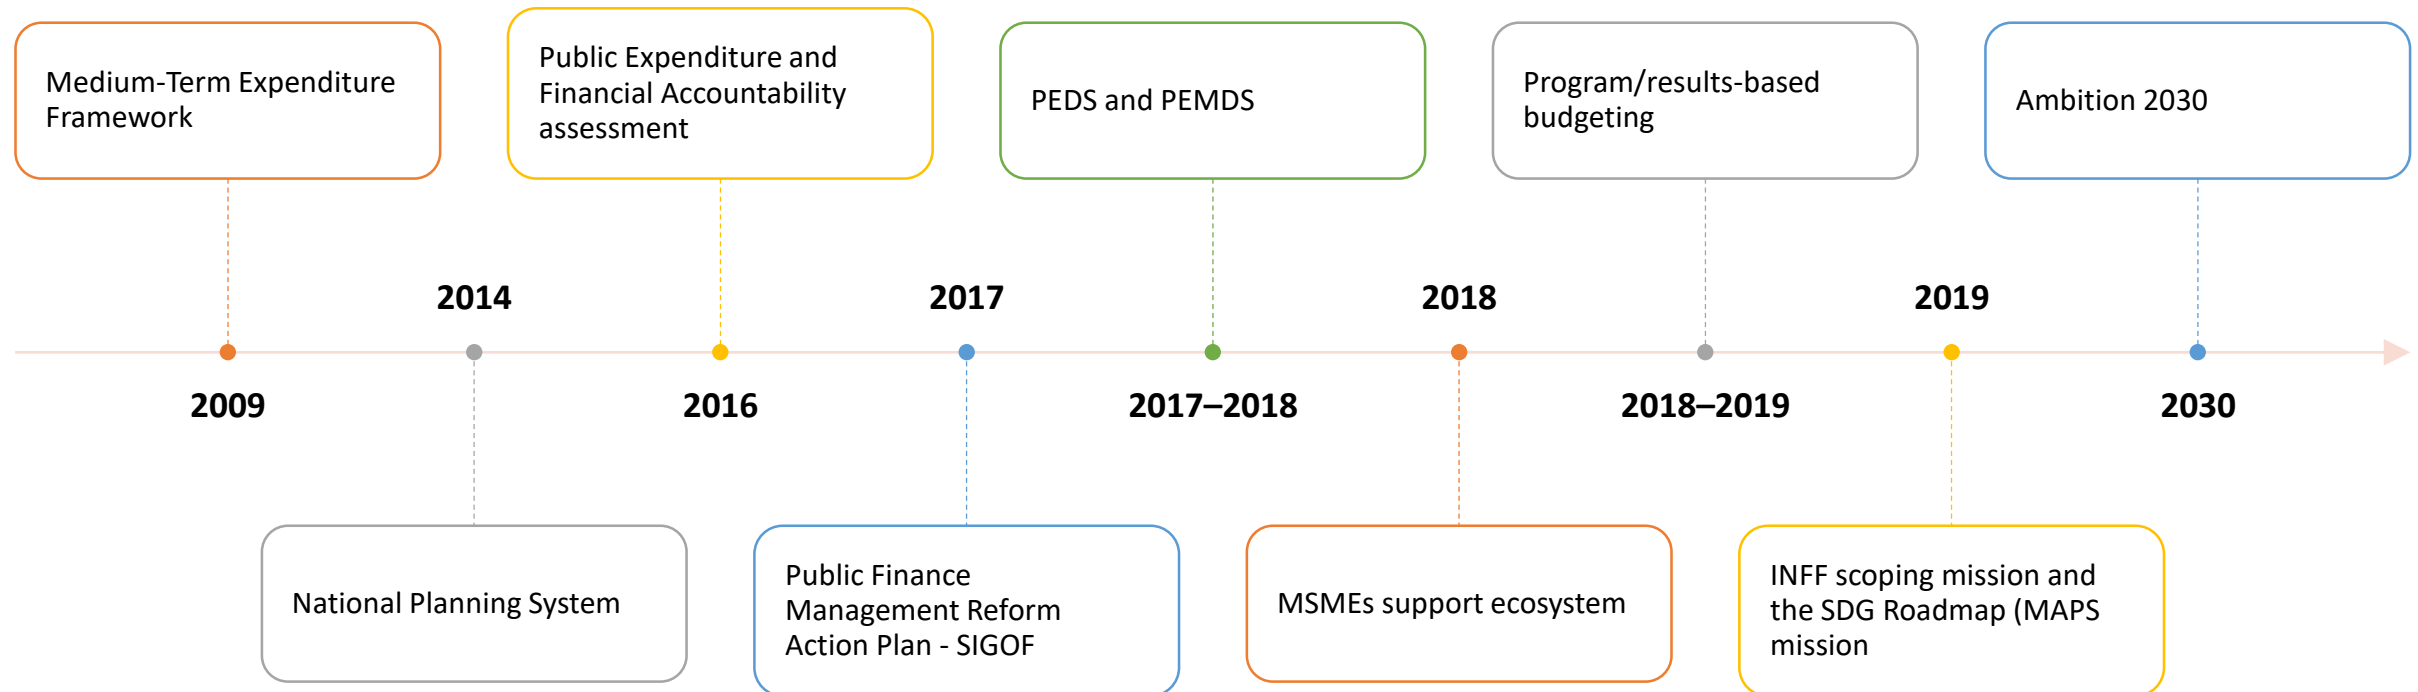 Medium-Term Expenditure
Framework
Public Expenditure and
Financial Accountability
assessment
PEDS and PEMDS
Program/results-based
budgeting
Ambition 2030
2014
2017
2018
2019
2009
2016
2017–2018
2018–2019
2030
National Planning System
Public Finance
Management Reform
Action Plan - SIGOF
MSMEs support ecosystem
INFF scoping mission and
the SDG Roadmap (MAPS
mission